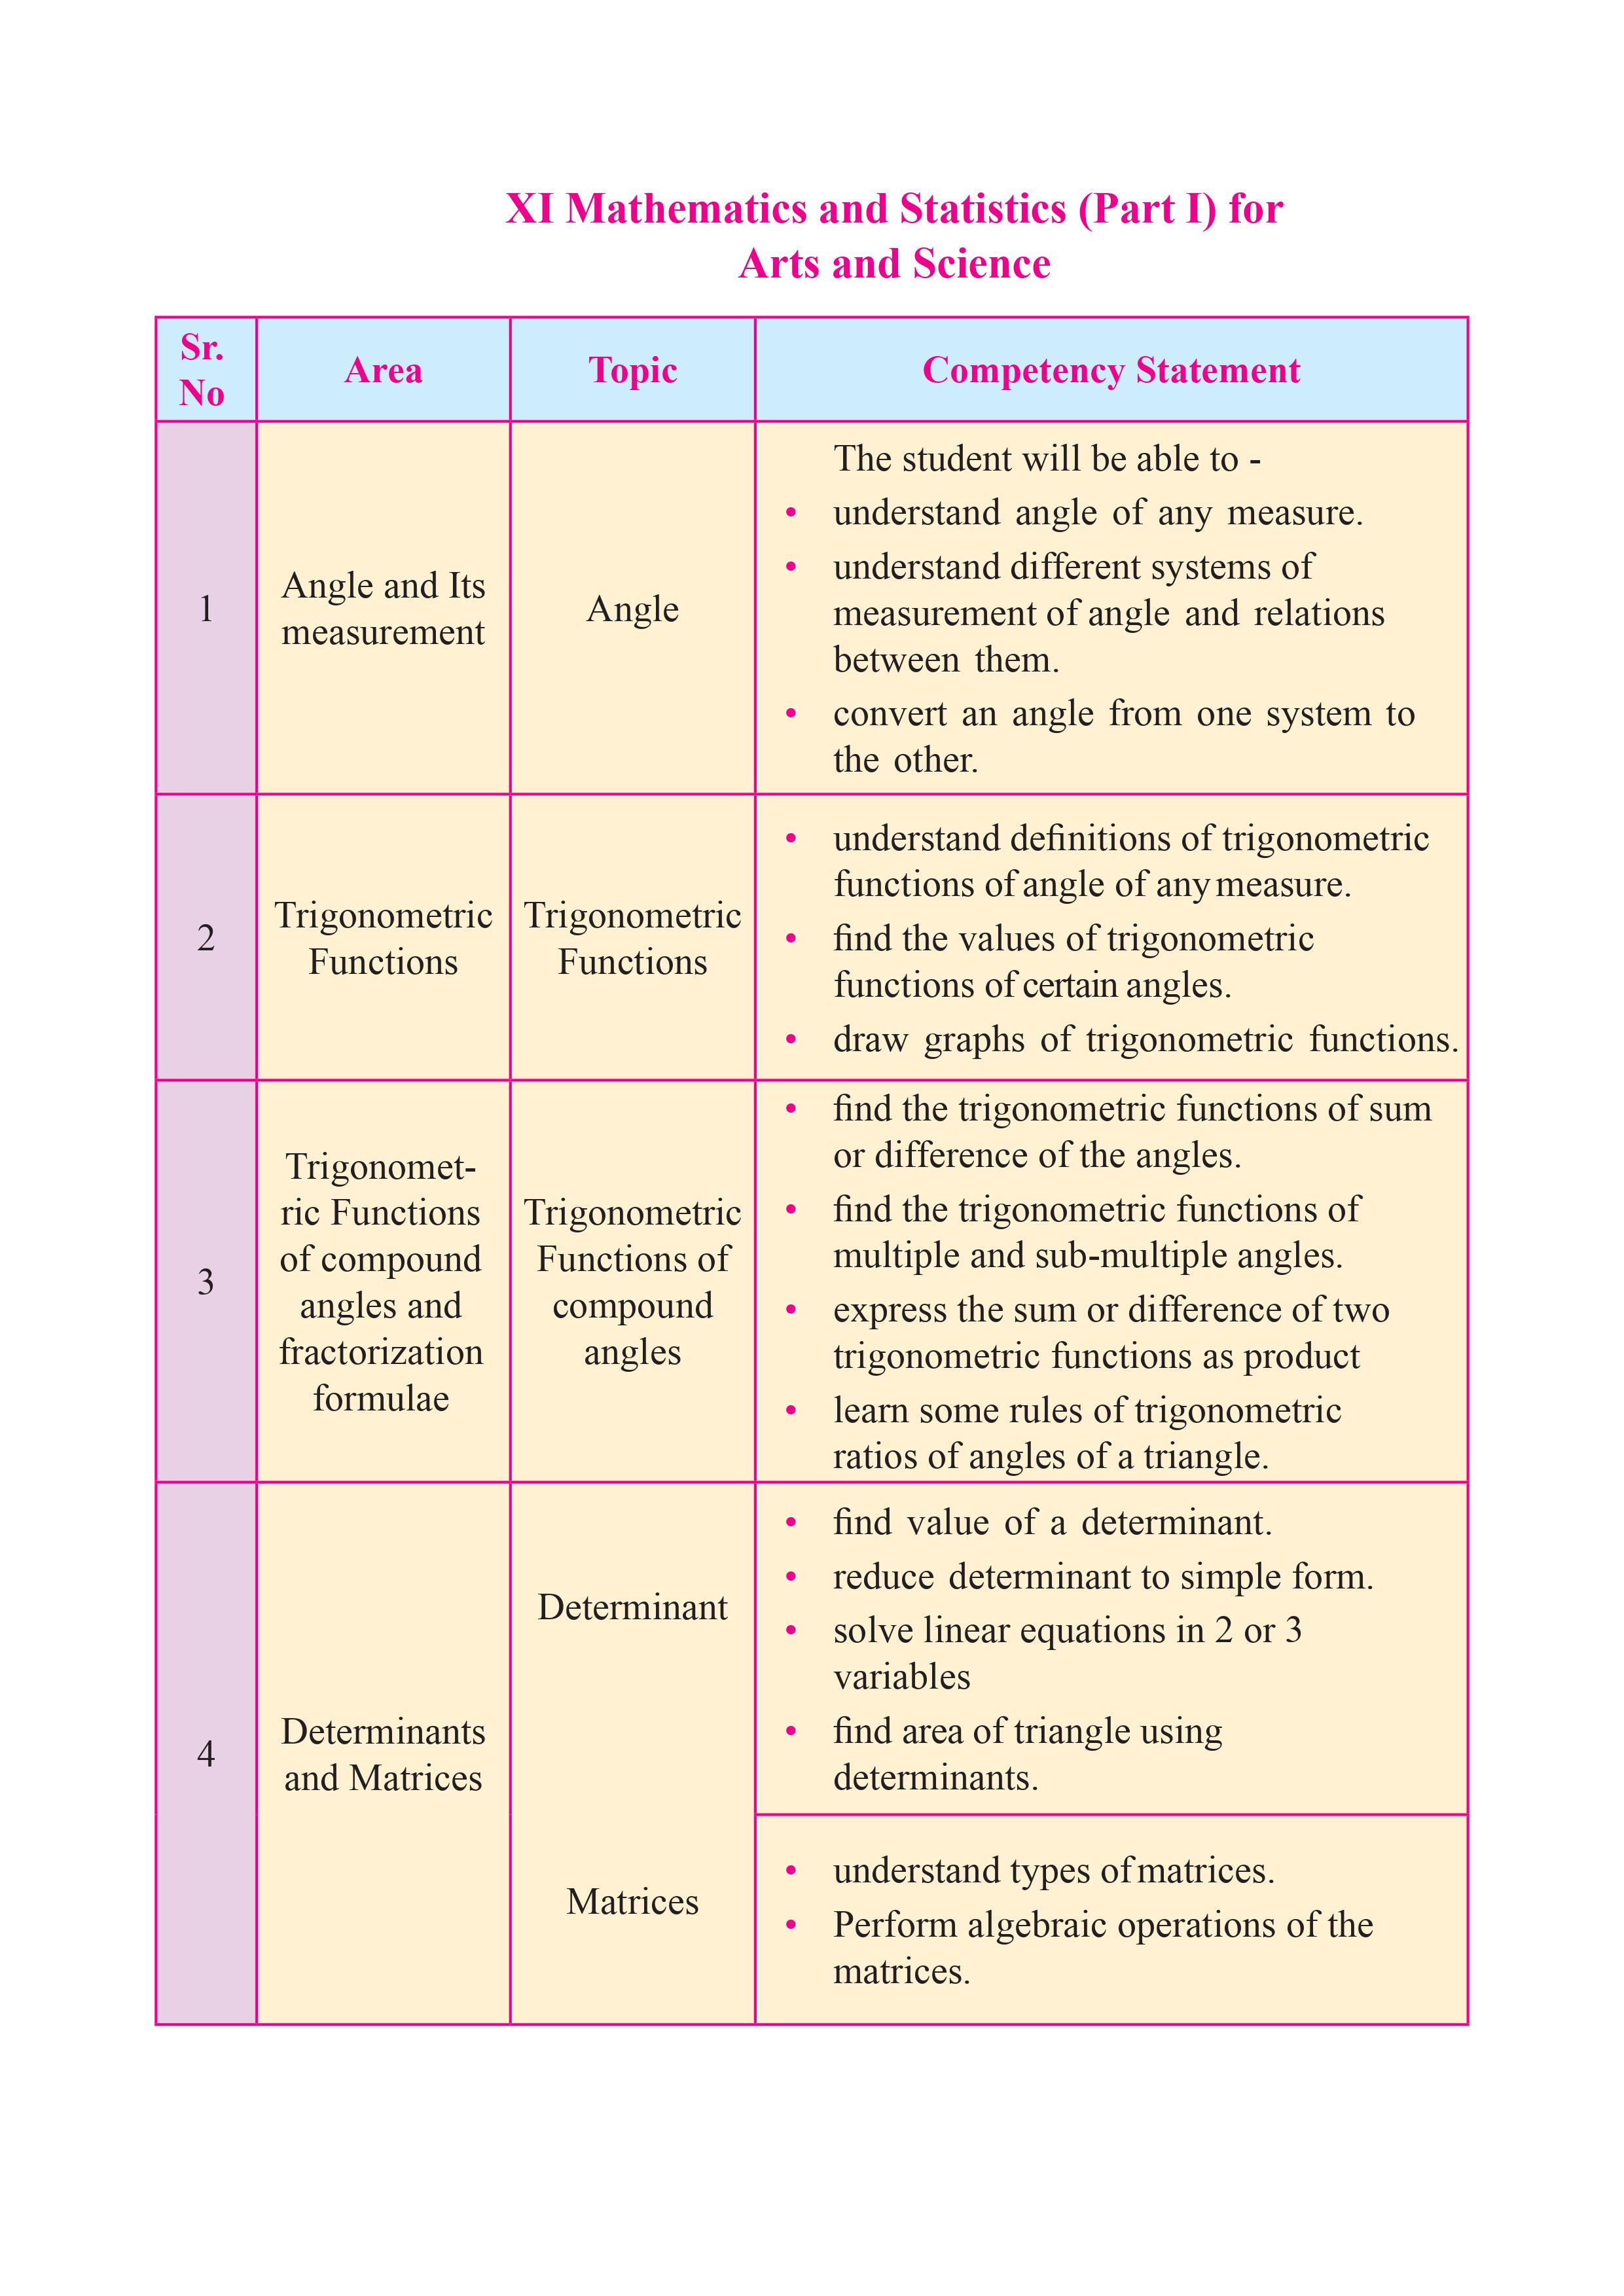 XI Mathematics and Statistics (Part I) for
Arts and Science
Sr.
No
Area
Topic
Competency Statement
1
Angle and Its
measurement
Angle
The student will be able to -
• understand angle of any measure.
• understand different systems of
measurement of angle and relations
between them.
• convert an angle from one system to
the other.
2
Trigonometric
Functions
Trigonometric
Functions
• understand definitions of trigonometric
functions of angle of any measure.
• find the values of trigonometric
functions of certain angles.
• draw graphs of trigonometric functions.
3
Trigonomet-
ric Functions
of compound
angles and
fractorization
formulae
Trigonometric
Functions of
compound
angles
• find the trigonometric functions of sum
or difference of the angles.
• find the trigonometric functions of
multiple and sub-multiple angles.
• express the sum or difference of two
trigonometric functions as product
• learn some rules of trigonometric
ratios of angles of a triangle.
4
Determinants
and Matrices
Determinant
• find value of a determinant.
• reduce determinant to simple form.
• solve linear equations in 2 or 3
variables
• find area of triangle using
determinants.
Matrices
• understand types of matrices.
• Perform algebraic operations of the
matrices.